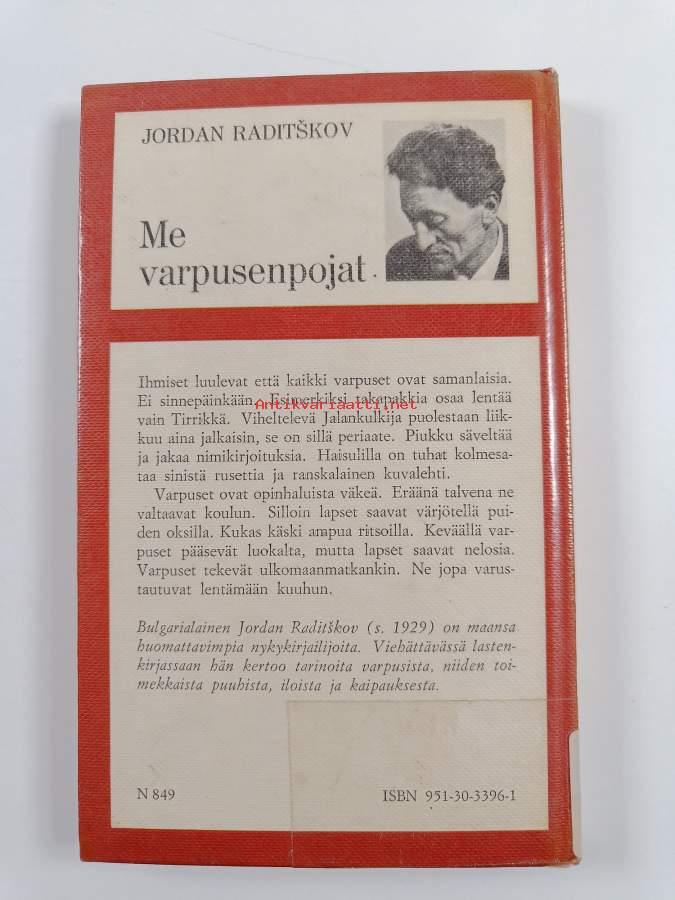 JORDAN RADITŠKOV
Me
varpusenpojat
Ihmiset luulevat että kaikki varpuset ovat samanlaisia.
Ei sinnepäinkään. Esimerkiksi takapakkia osaa lentää
Antikvariaatti.net
vain Tirrikkä. Viheltelevä Jalankulkija puolestaan liik-
kuu aina jalkaisin, se on sillä periaate. Piukku säveltää
ja jakaa nimikirjoituksia. Haisulilla on tuhat kolmesa-
taa sinistä rusettia ja ranskalainen kuvalehti.
Varpuset ovat opinhaluista väkeä. Eräänä talvena ne
valtaavat koulun. Silloin lapset saavat värjötellä pui-
den oksilla. Kukas käski ampua ritsoilla. Keväällä var-
puset pääsevät luokalta, mutta lapset saavat nelosia.
Varpuset tekevät ulkomaanmatkankin. Ne jopa varus-
tautuvat lentämään kuuhun.
Bulgarialainen Jordan Raditškov (s. 1929) on maansa
huomattavimpia nykykirjailijoita. Viehättävässä lasten-
kirjassaan hän kertoo tarinoita varpusista, niiden toi-
mekkaista puuhista, iloista ja kaipauksesta.
N 849
ISBN 951-30-3396-1